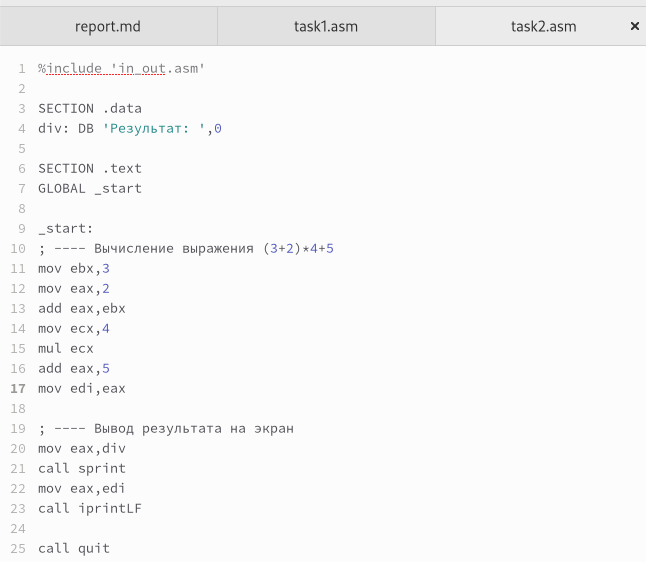 report.md task1.asm task2.asm ×
1 %include 'in_out.asm'
2
3 SECTION .data
4 div: DB 'Результат: ',0
5
6 SECTION .text
7 GLOBAL _start
8
9 _start:
10 ; ---- Вычисление выражения (3+2)*4+5
11 mov ebx,3
12 mov eax,2
13 add eax,ebx
14 mov ecx,4
15 mul ecx
16 add eax,5
17 mov edi,eax
18
19 ; ---- Вывод результата на экран
20 mov eax,div
21 call sprint
22 mov eax,edi
23 call iprintLF
24
25 call quit